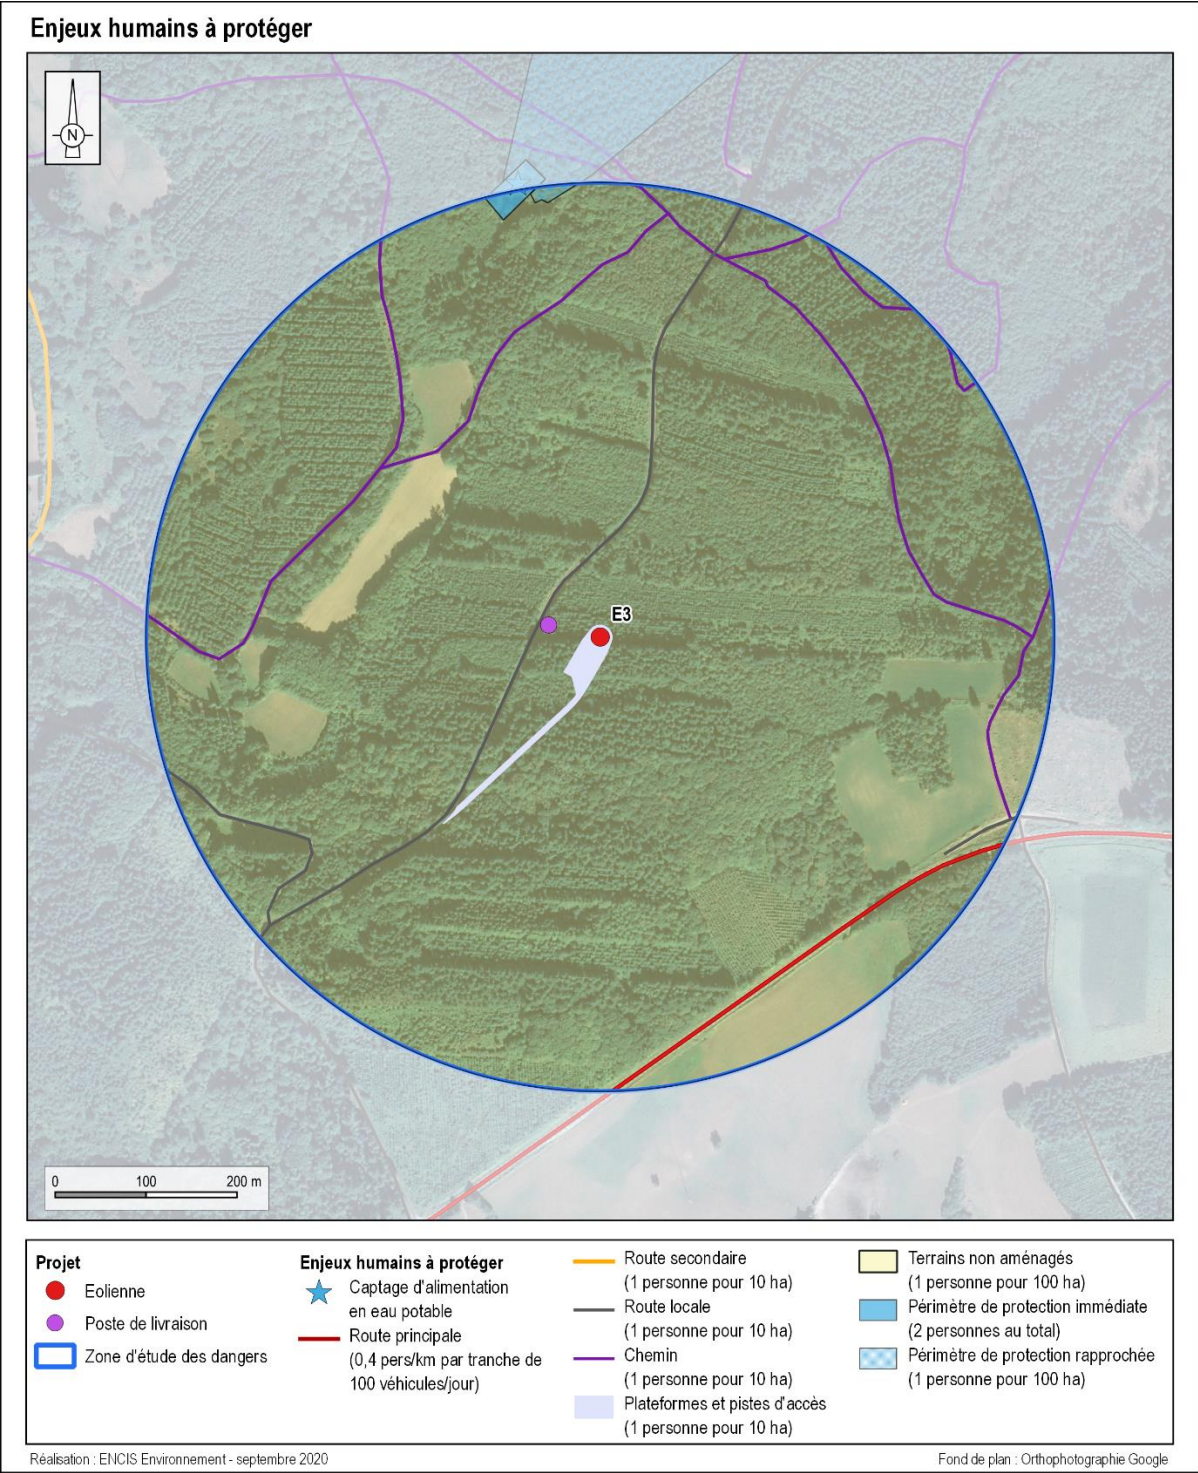 Enjeux humains à protéger
N
E3
0 100 200 m
Projet
Eolienne
Poste de livraison
Zone d'étude des dangers
Enjeux humains à protéger
Captage d'alimentation
en eau potable
Route principale
(0,4 pers/km par tranche de
100 véhicules/jour)
Route secondaire
(1 personne pour 10 ha)
Route locale
(1 personne pour 10 ha)
Chemin
(1 personne pour 10 ha)
Plateformes et pistes d'accès
(1 personne pour 10 ha)
Terrains non aménagés
(1 personne pour 100 ha)
Périmètre de protection immédiate
(2 personnes au total)
Périmètre de protection rapprochée
(1 personne pour 100 ha)
Réalisation : ENCIS Environnement - septembre 2020
Fond de plan : Orthophotographie Google